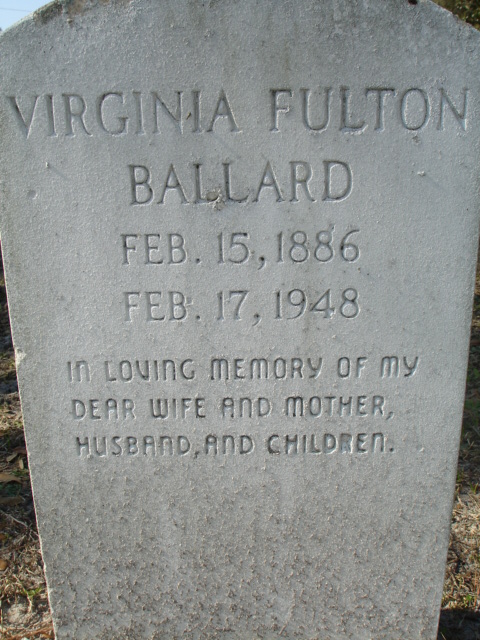 VIRGINIA FULTON
BALLARD
FEB. 15, 1886
FEB. 17, 1948
IN LOVING MEMORY OF MY
DEAR WIFE AND MOTHER,
HUSBAND, AND CHILDREN.